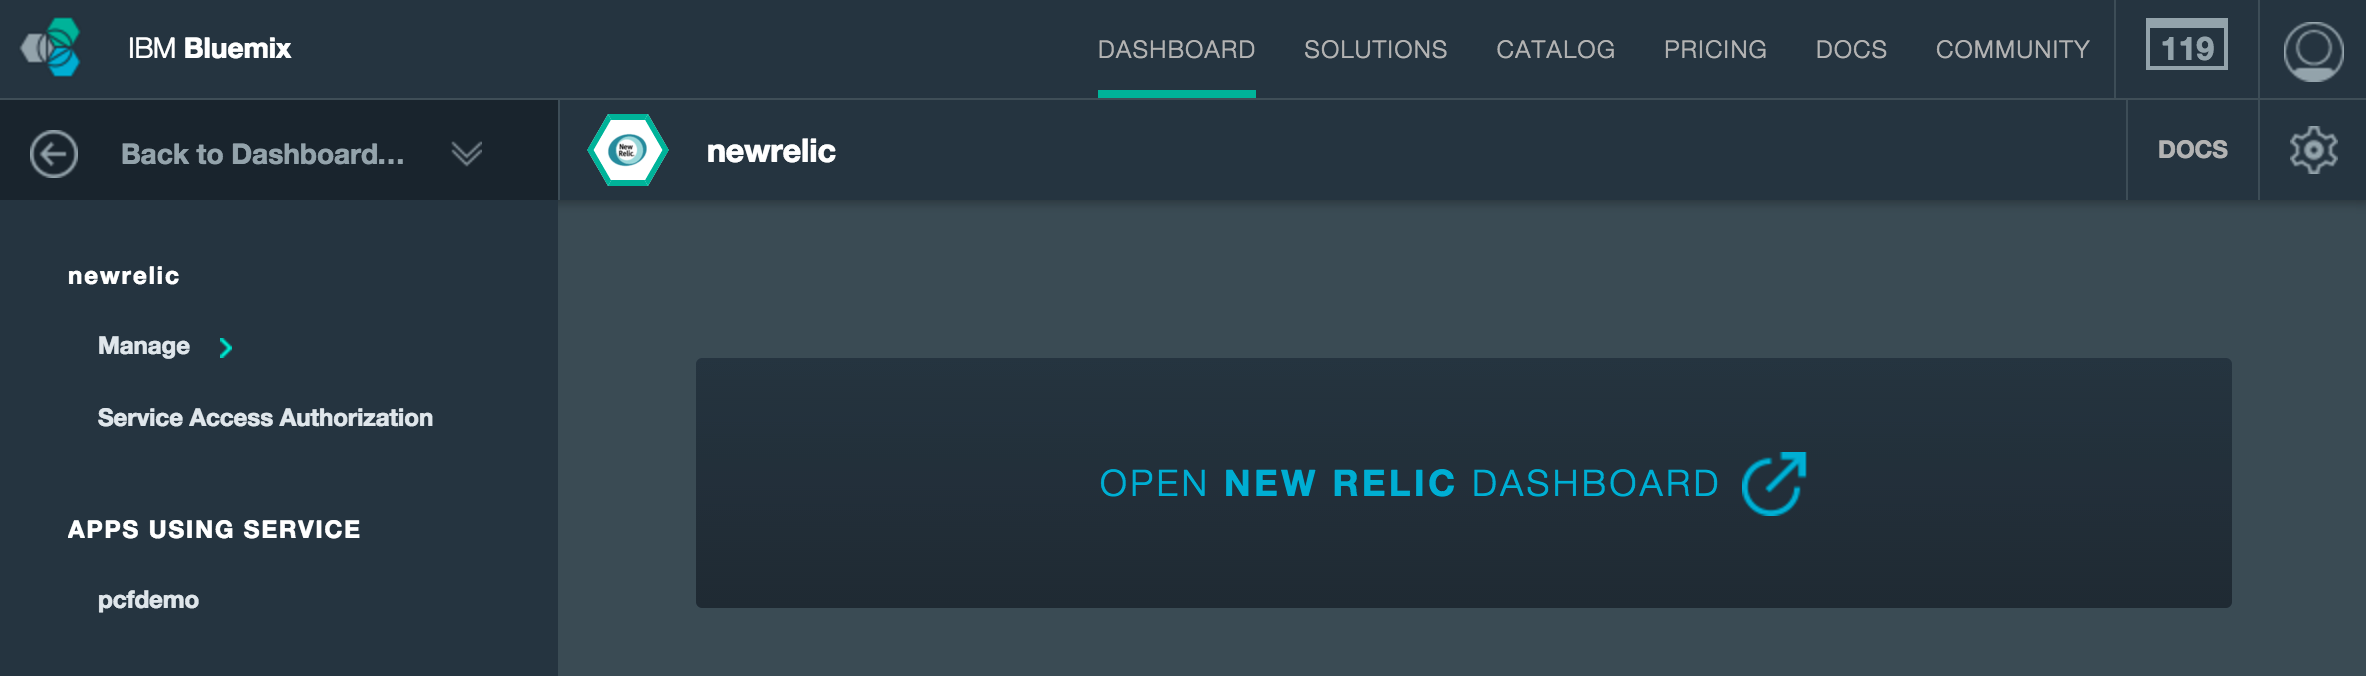 IBM Bluemix
DASHBOARD
SOLUTIONS
CATALOG
PRICING
DOCS
COMMUNITY
119
Back to Dashboard...
New
Relic
newrelic
DOCS
newrelic
Manage
Service Access Authorization
APPS USING SERVICE
pcfdemo
OPEN NEW RELIC DASHBOARD